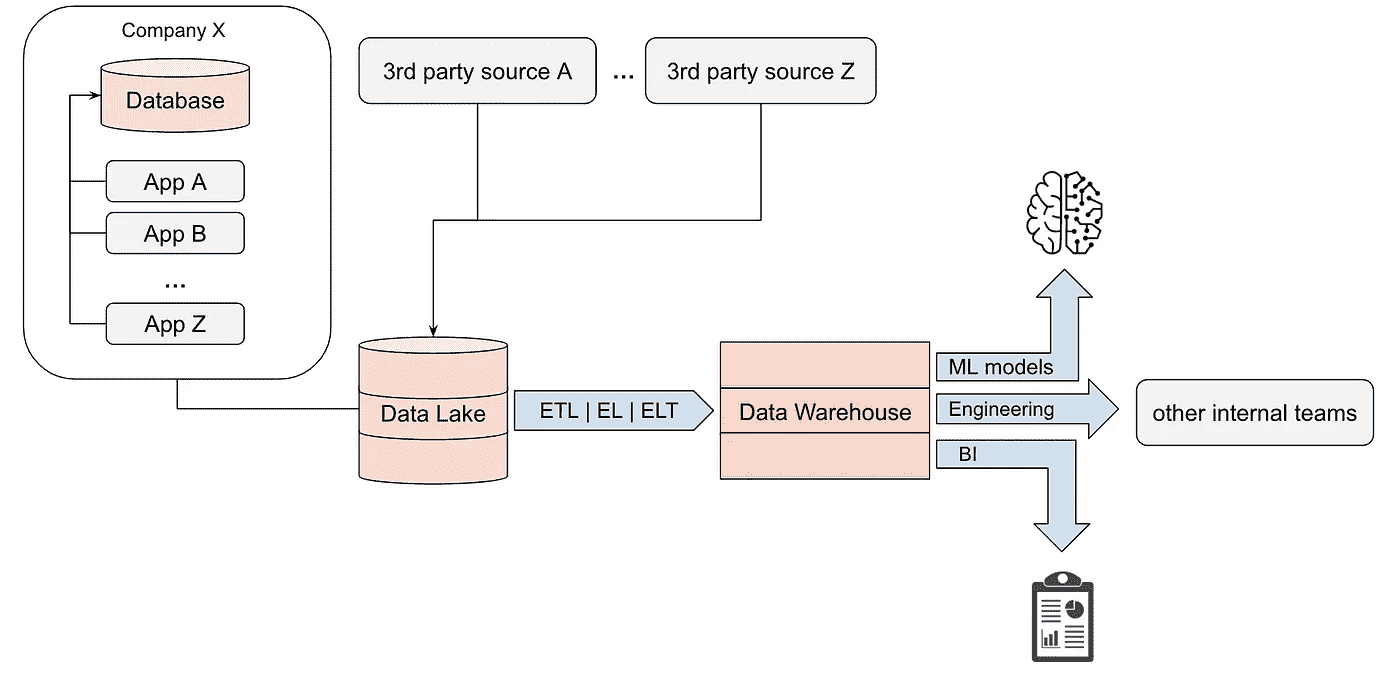 Company X
Database
App A
App B
...
App Z
3rd party source A
...
3rd party source Z
Data Lake
ETL | EL | ELT
Data Warehouse
ML models
Engineering
BI
other internal teams